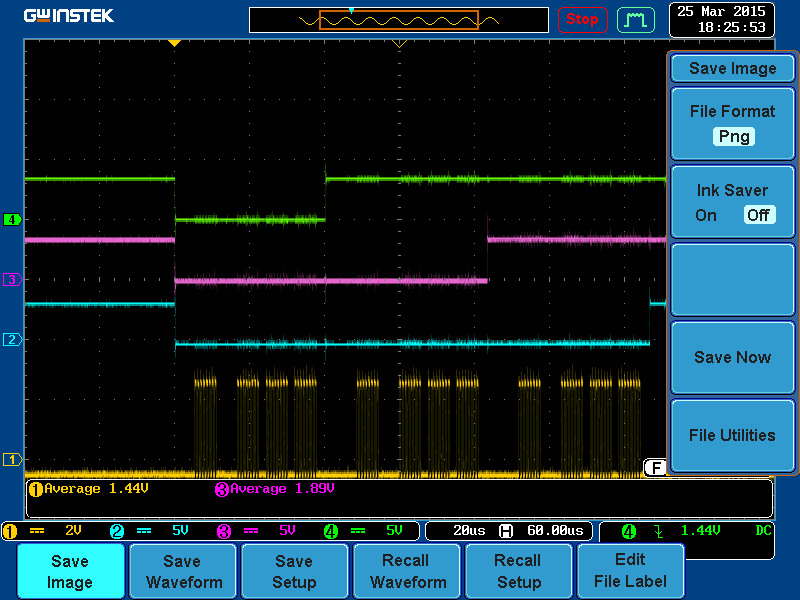 GWINSTEK
Stop
25 Mar 2015
18:25:53
Save Image
File Format
Png
Ink Saver
On Off
4
3
2
Save Now
File Utilities
1
F
1 Average 1.44V
3 Average 1.89V
1 2V 2 5V 3 5V 4 5V
20us H 60.00us
4 1.44V DC
Save Image
Save Waveform
Save Setup
Recall Waveform
Recall Setup
Edit File Label